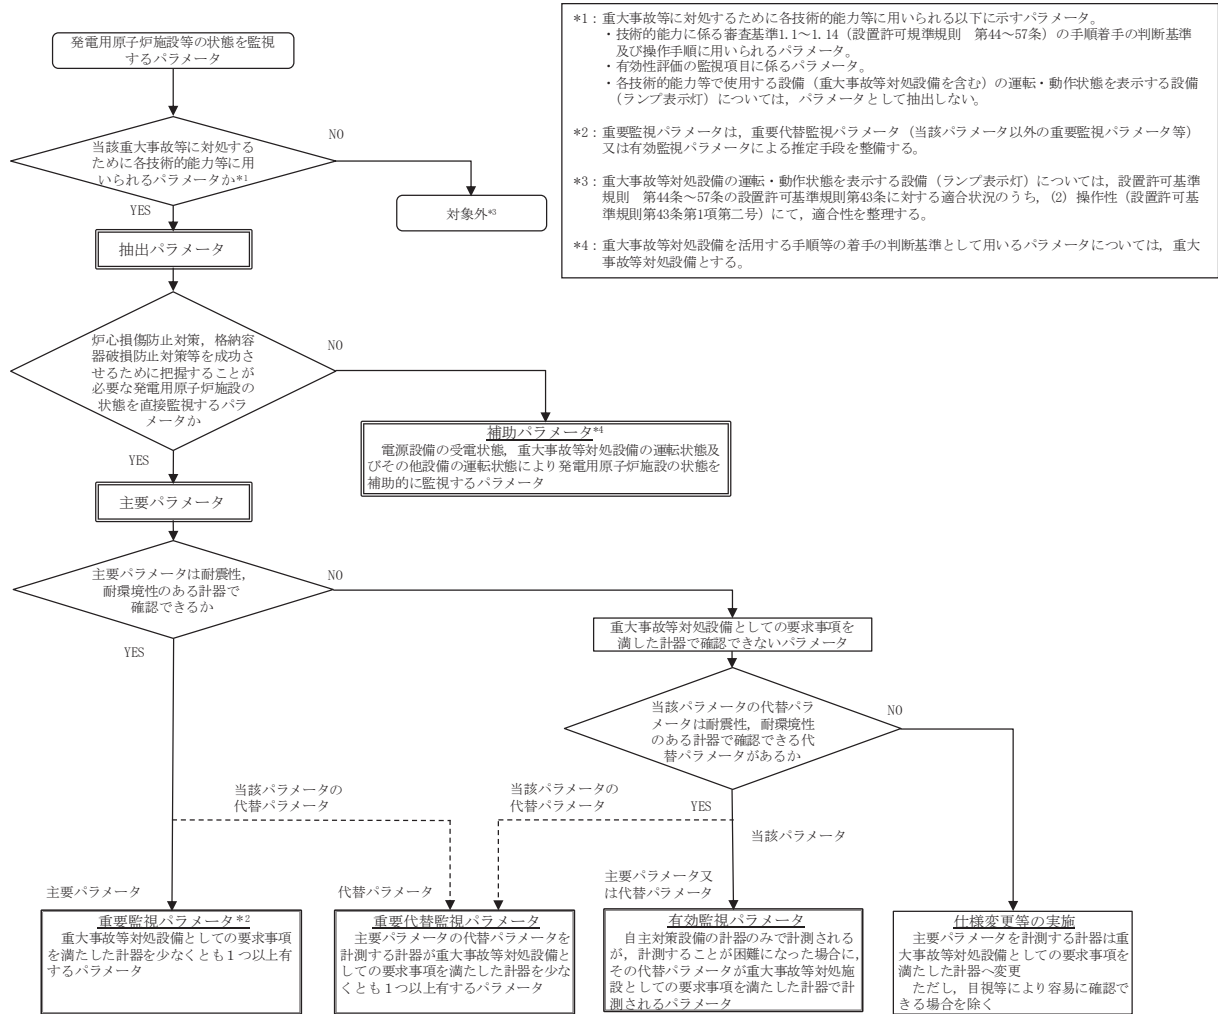 発電用原子炉施設等の状態を監視
するパラメータ
当該重大事故等に対処する
ために各技術的能力等に用
いられるパラメータか*1
NO
YES
対象外*3
抽出パラメータ
炉心損傷防止対策，格納容
器破損防止対策等を成功さ
せるために把握することが
必要な発電用原子炉施設の
状態を直接監視するパラ
メータか
NO
YES
補助パラメータ*4
電源設備の受電状態，重大事故等対処設備の運転状態及
びその他設備の運転状態により発電用原子炉施設の状態を
補助的に監視するパラメータ
主要パラメータ
主要パラメータは耐震性，
耐環境性のある計器で
確認できるか
NO
YES
重大事故等対処設備としての要求事項を
満した計器で確認できないパラメータ
当該パラメータの代替パラ
メータは耐震性，耐環境性
のある計器で確認できる代
替パラメータがあるか
NO
YES
当該パラメータの
代替パラメータ
当該パラメータの
代替パラメータ
当該パラメータ
主要パラメータ
代替パラメータ
主要パラメータ又
は代替パラメータ
重要監視パラメータ*2
重大事故等対処設備としての要求事項
を満たした計器を少なくとも１つ以上有
するパラメータ
重要代替監視パラメータ
主要パラメータの代替パラメータを
計測する計器が重大事故等対処設備と
しての要求事項を満たした計器を少な
くとも１つ以上有するパラメータ
有効監視パラメータ
自主対策設備の計器のみで計測される
が，計測することが困難になった場合に，
その代替パラメータが重大事故等対処施
設としての要求事項を満たした計器で計
測されるパラメータ
仕様変更等の実施
主要パラメータを計測する計器は重
大事故等対処設備としての要求事項を
満たした計器へ変更
ただし，目視等により容易に確認で
きる場合を除く
*1：重大事故等に対処するために各技術的能力等に用いられる以下に示すパラメータ。
・技術的能力に係る審査基準1.1～1.14（設置許可規準規則　第44～57条）の手順着手の判断基準
及び操作手順に用いられるパラメータ。
・有効性評価の監視項目に係るパラメータ。
・各技術的能力等で使用する設備（重大事故等対処設備を含む）の運転・動作状態を表示する設備
（ランプ表示灯）については，パラメータとして抽出しない。
*2：重要監視パラメータは，重要代替監視パラメータ（当該パラメータ以外の重要監視パラメータ等）
又は有効監視パラメータによる推定手段を整備する。
*3：重大事故等対処設備の運転・動作状態を表示する設備（ランプ表示灯）については，設置許可基準
規則　第44条～57条の設置許可基準規則第43条に対する適合状況のうち，(2) 操作性（設置許可基
準規則第43条第1項第二号）にて，適合性を整理する。
*4：重大事故等対処設備を活用する手順等の着手の判断基準として用いるパラメータについては，重大
事故等対処設備とする。